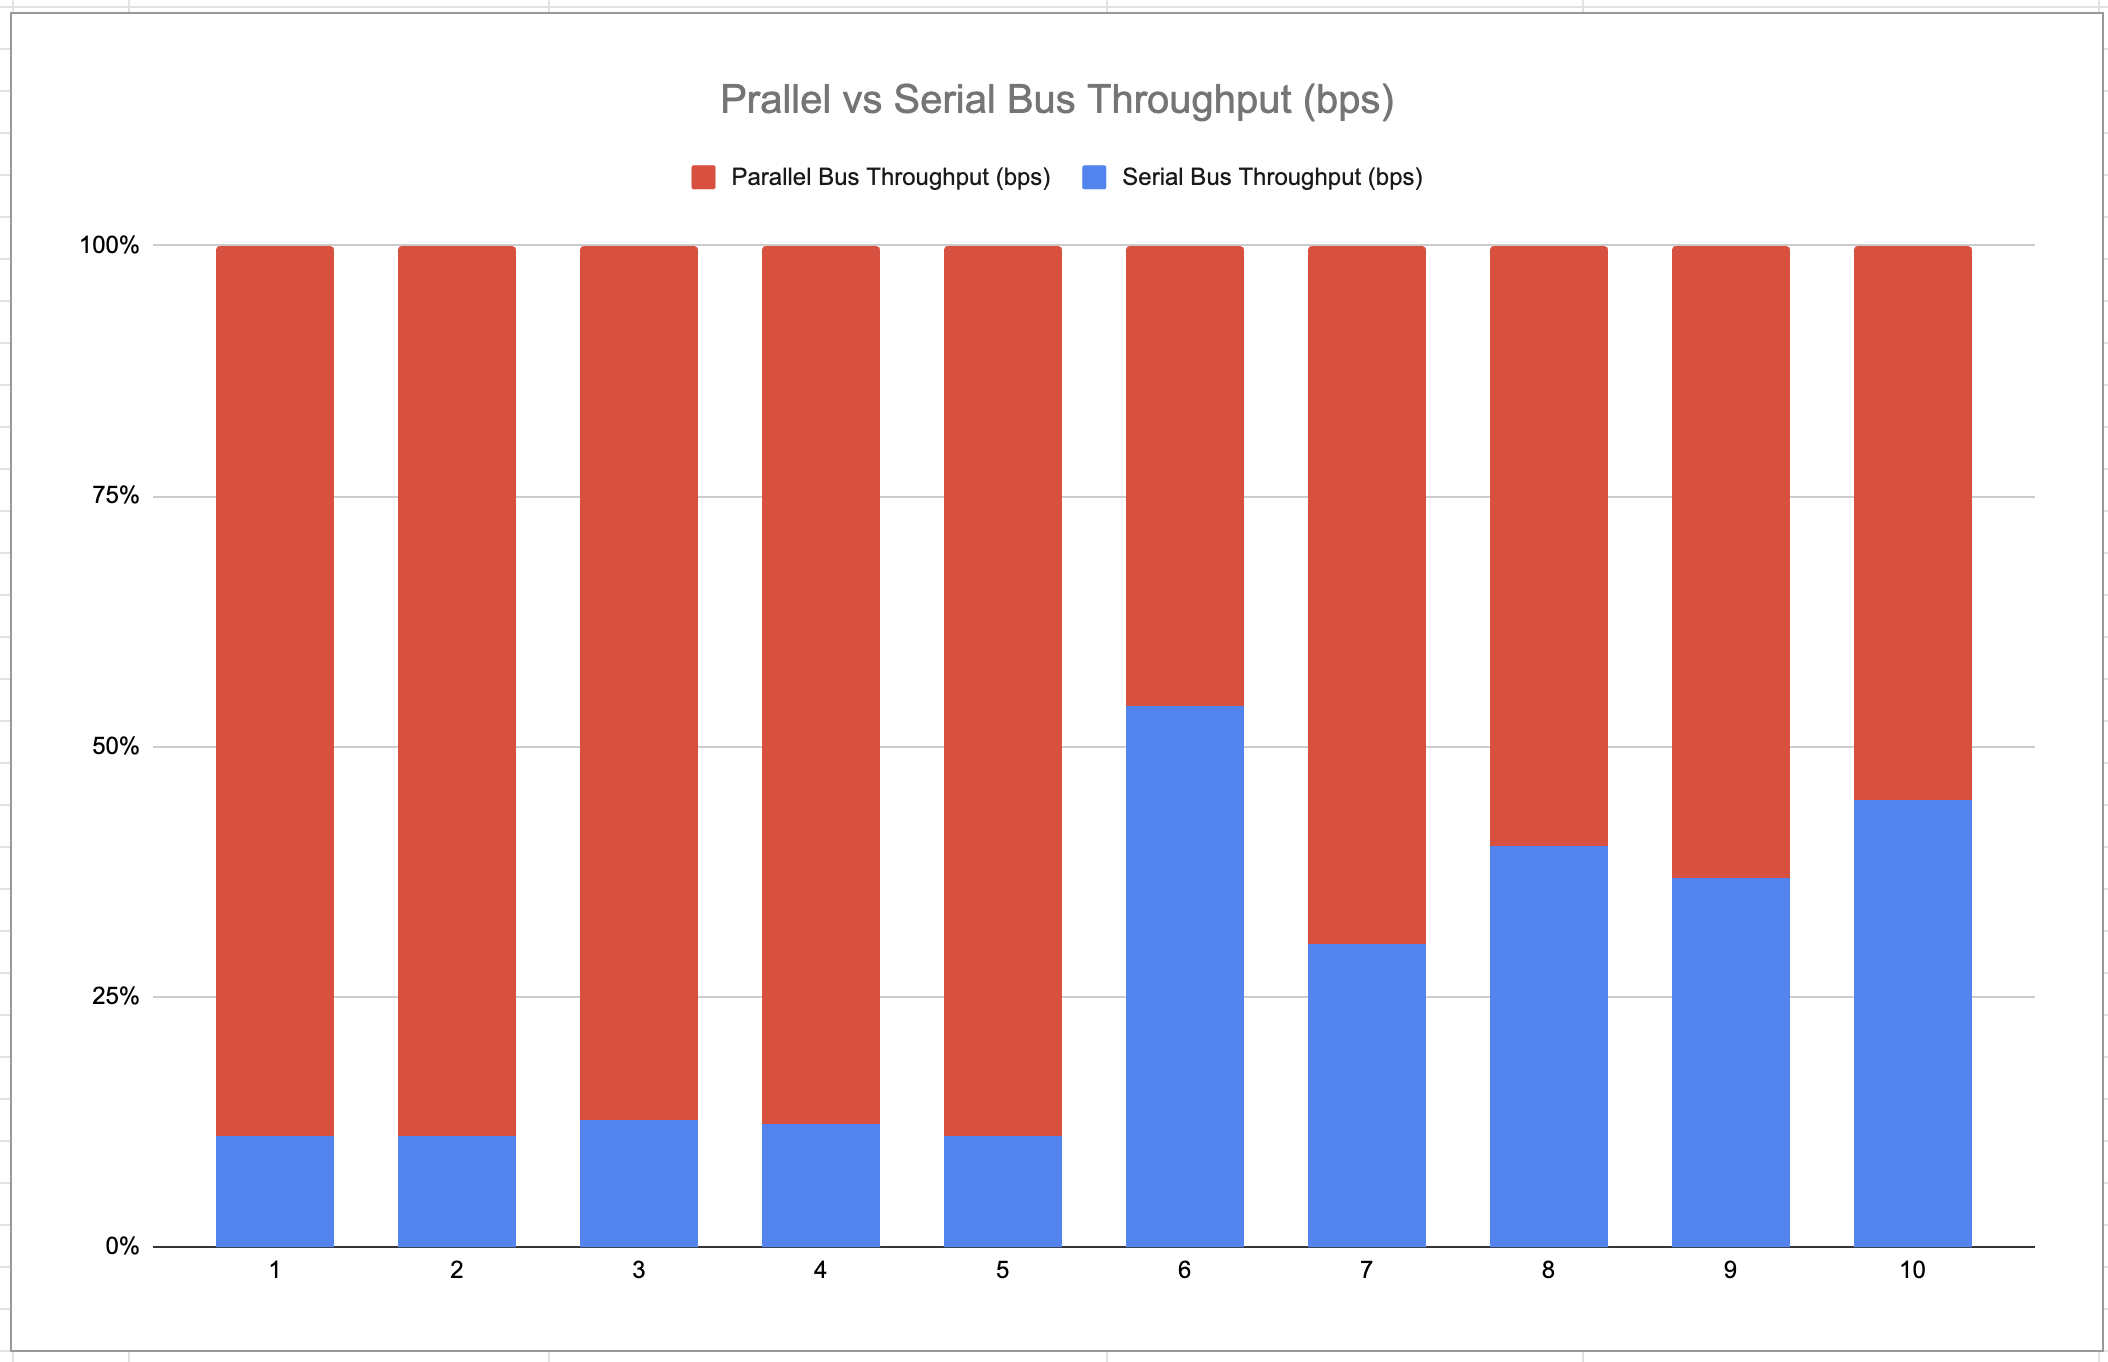 Prallel vs Serial Bus Throughput (bps)
Parallel Bus Throughput (bps) Serial Bus Throughput (bps)
100%
75%
50%
25%
0%
1 2 3 4 5 6 7 8 9 10